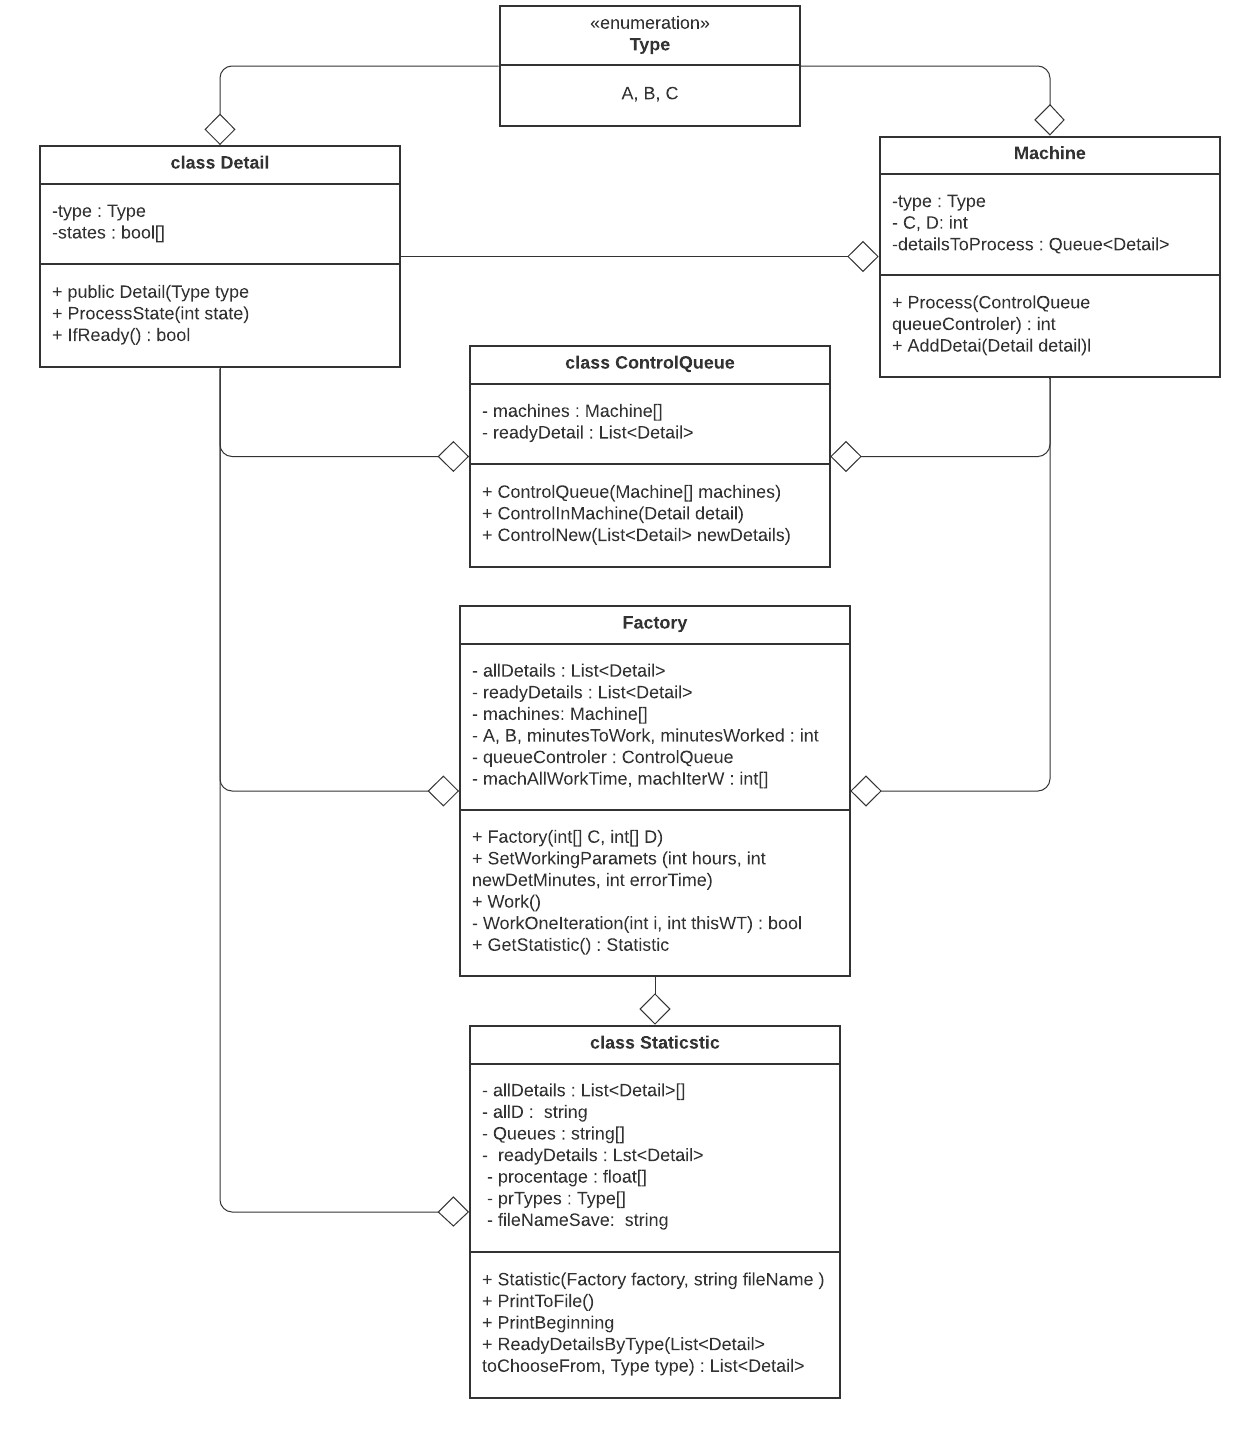 «enumeration»
Type
A, B, C
class Detail
-type : Type
-states : bool[]
+ public Detail(Type type
+ ProcessState(int state)
+ IfReady() : bool
Machine
-type : Type
- C, D: int
-detailsToProcess : Queue<Detail>
+ Process(ControlQueue
queueControler) : int
+ AddDetai(Detail detail)l
class ControlQueue
- machines : Machine[]
- readyDetail : List<Detail>
+ ControlQueue(Machine[] machines)
+ ControlInMachine(Detail detail)
+ ControlNew(List<Detail> newDetails)
Factory
- allDetails : List<Detail>
- readyDetails : List<Detail>
- machines: Machine[]
- A, B, minutesToWork, minutesWorked : int
- queueControler : ControlQueue
- machAllWorkTime, machIterW : int[]
+ Factory(int[] C, int[] D)
+ SetWorkingParamets (int hours, int
newDetMinutes, int errorTime)
+ Work()
- WorkOneIteration(int i, int thisWT) : bool
+ GetStatistic() : Statistic
class Staticstic
- allDetails : List<Detail>[]
- allD :  string
- Queues : string[]
-  readyDetails : Lst<Detail>
- procentage : float[]
- prTypes : Type[]
- fileNameSave:  string
+ Statistic(Factory factory, string fileName )
+ PrintToFile()
+ PrintBeginning
+ ReadyDetailsByType(List<Detail>
toChooseFrom, Type type) : List<Detail>